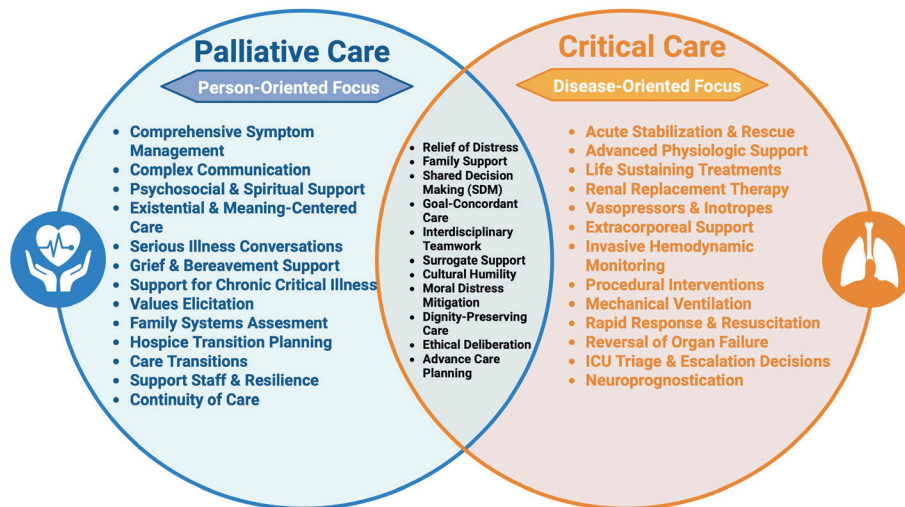 Palliative Care
Person-Oriented Focus
• Comprehensive Symptom
Management
• Complex Communication
• Psychosocial & Spiritual Support
• Existential & Meaning-Centered
Care
• Serious Illness Conversations
• Grief & Bereavement Support
• Support for Chronic Critical Illness
• Values Elicitation
• Family Systems Assesment
• Hospice Transition Planning
• Care Transitions
• Support Staff & Resilience
• Continuity of Care
• Relief of Distress
• Family Support
• Shared Decision
Making (SDM)
• Goal-Concordant
Care
• Interdisciplinary
Teamwork
• Surrogate Support
• Cultural Humility
• Moral Distress
Mitigation
• Dignity-Preserving
Care
• Ethical Deliberation
• Advance Care
Planning
Critical Care
Disease-Oriented Focus
• Acute Stabilization & Rescue
• Advanced Physiologic Support
• Life Sustaining Treatments
• Renal Replacement Therapy
• Vasopressors & Inotropes
• Extracorporeal Support
• Invasive Hemodynamic
Monitoring
• Procedural Interventions
• Mechanical Ventilation
• Rapid Response & Resuscitation
• Reversal of Organ Failure
• ICU Triage & Escalation Decisions
• Neuroprognostication